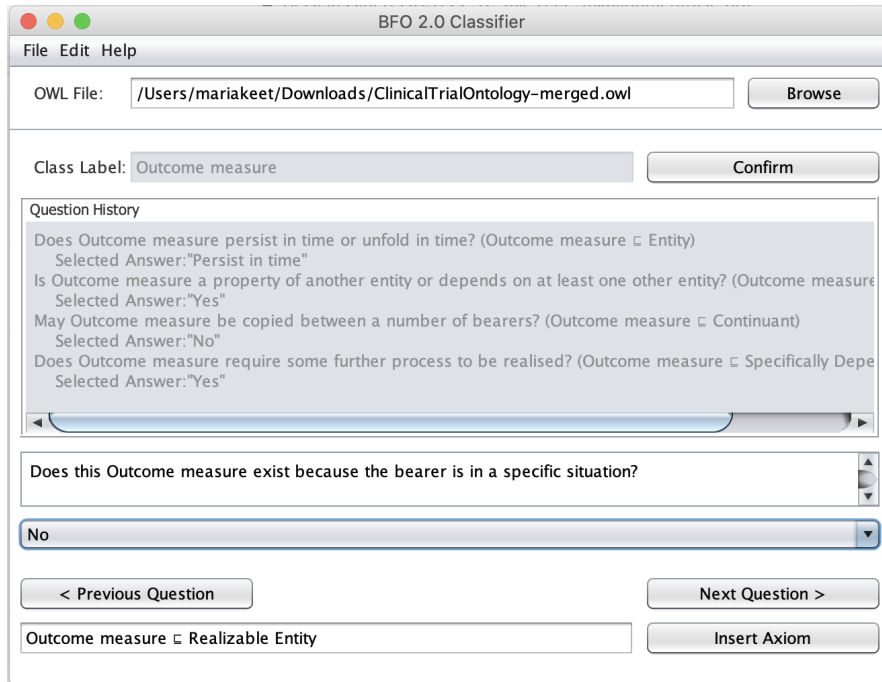 BFO 2.0 Classifier
File Edit Help
OWL File: /Users/mariakeet/Downloads/ClinicalTrialOntology-merged.owl Browse
Class Label: Outcome measure Confirm
Question History
Does Outcome measure persist in time or unfold in time? (Outcome measure ⊑ Entity)
Selected Answer:"Persist in time"
Is Outcome measure a property of another entity or depends on at least one other entity? (Outcome measure
Selected Answer:"Yes"
May Outcome measure be copied between a number of bearers? (Outcome measure ⊑ Continuant)
Selected Answer:"No"
Does Outcome measure require some further process to be realised? (Outcome measure ⊑ Specifically Depe
Selected Answer:"Yes"
Does this Outcome measure exist because the bearer is in a specific situation?
No
< Previous Question Next Question >
Outcome measure ⊑ Realizable Entity Insert Axiom